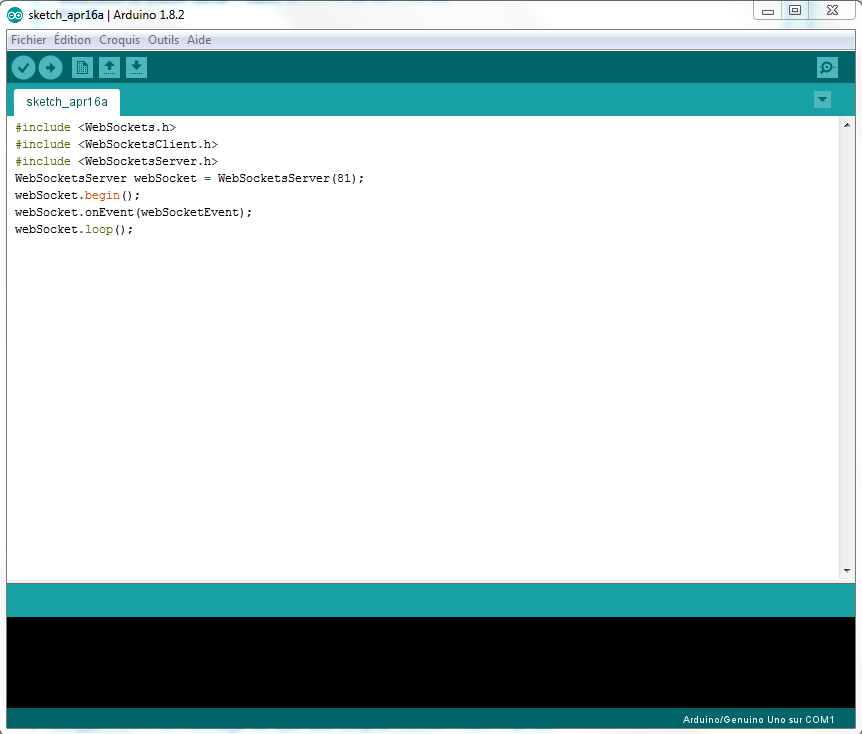 sketch_apr16a | Arduino 1.8.2
Fichier Édition Croquis Outils Aide
sketch_apr16a
#include <WebSockets.h>
#include <WebSocketsClient.h>
#include <WebSocketsServer.h>
WebSocketsServer webSocket = WebSocketsServer(81);
webSocket.begin();
webSocket.onEvent(webSocketEvent);
webSocket.loop();
Arduino/Genuino Uno sur COM1